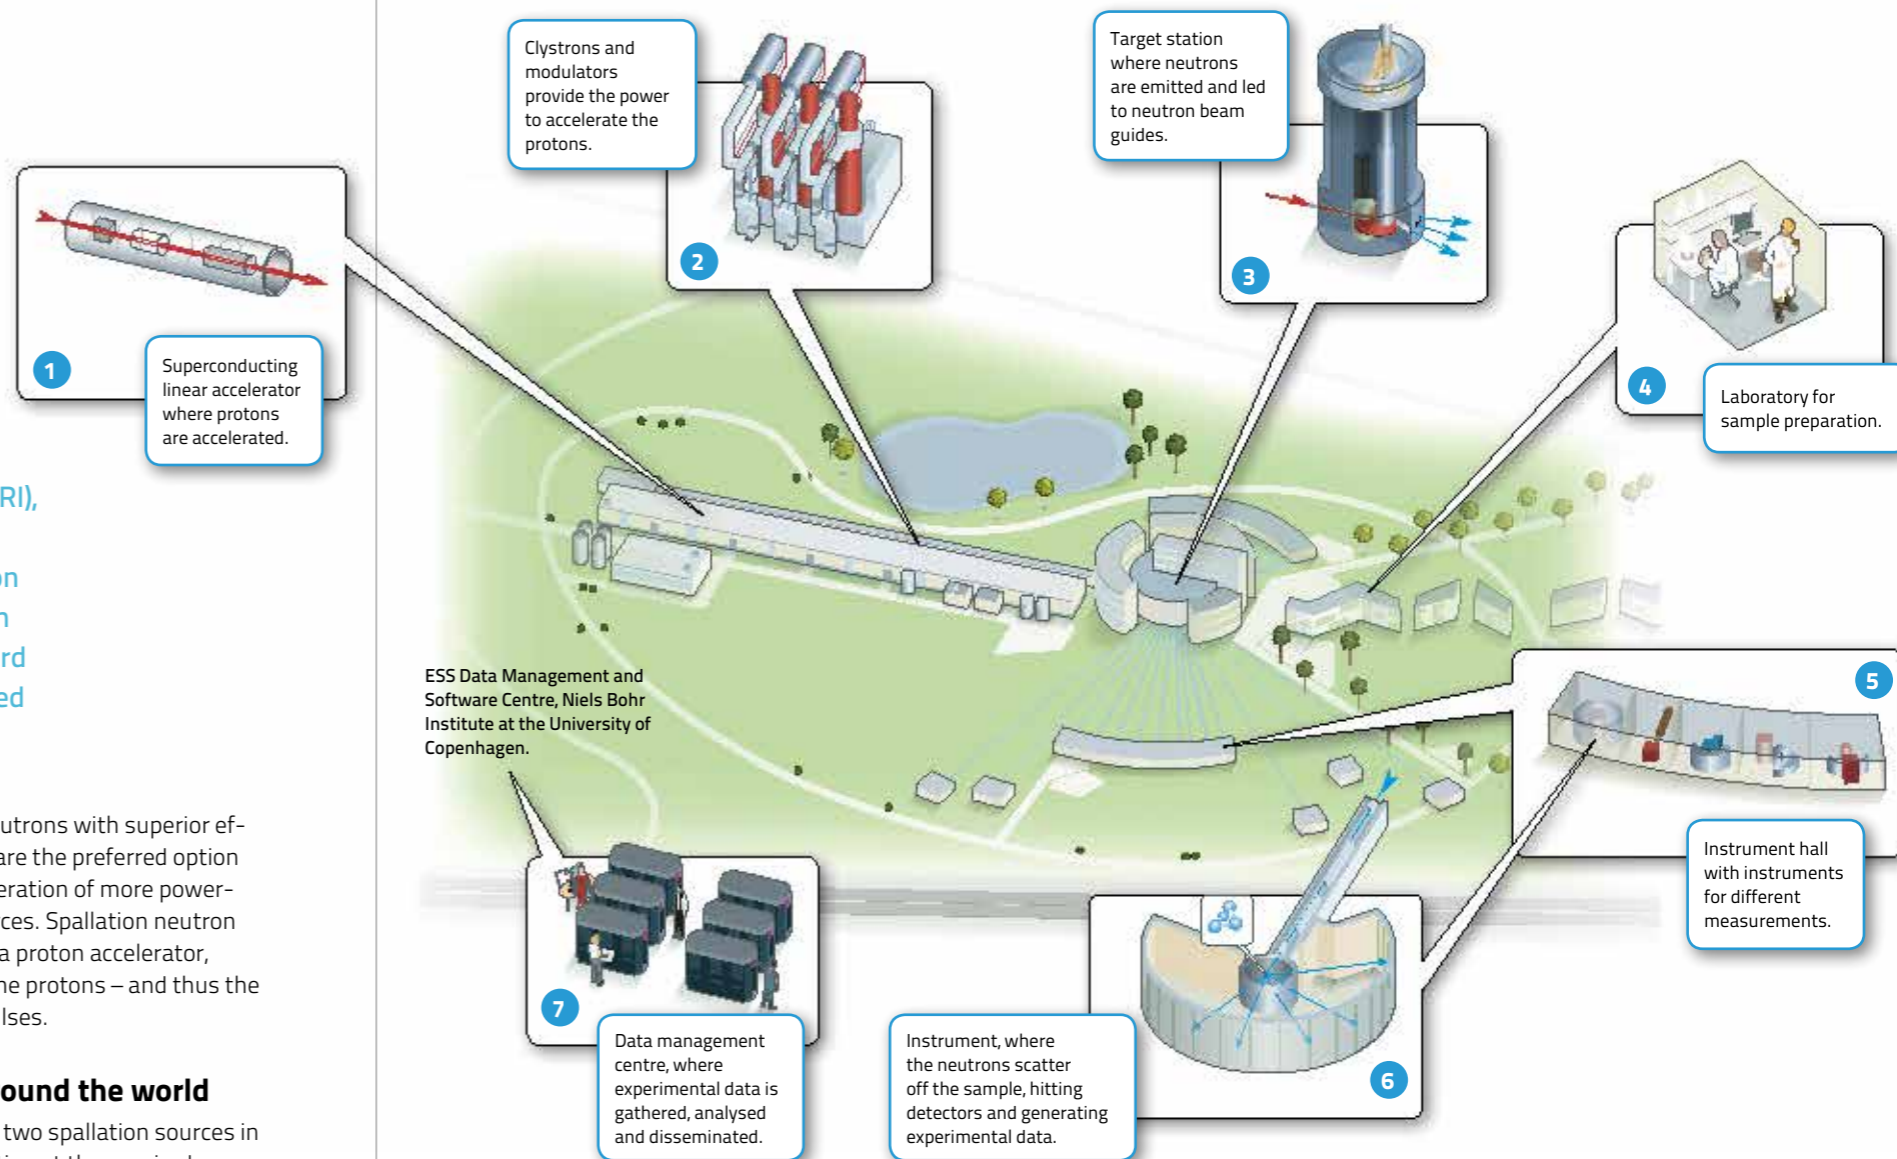 RI),
on
n
rd
ed
utrons with superior ef-
are the preferred option
eration of more power-
ces. Spallation neutron
a proton accelerator,
ne protons – and thus the
lses.
ound the world
two spallation sources in
1
Superconducting
linear accelerator
where protons
are accelerated.
Clystrons and
modulators
provide the power
to accelerate the
protons.
2
Target station
where neutrons
are emitted and led
to neutron beam
guides.
3
4
Laboratory for
sample preparation.
5
Instrument hall
with instruments
for different
measurements.
Instrument, where
the neutrons scatter
off the sample, hitting
detectors and generating
experimental data.
6
ESS Data Management and
Software Centre, Niels Bohr
Institute at the University of
Copenhagen.
7
Data management
centre, where
experimental data is
gathered, analysed
and disseminated.